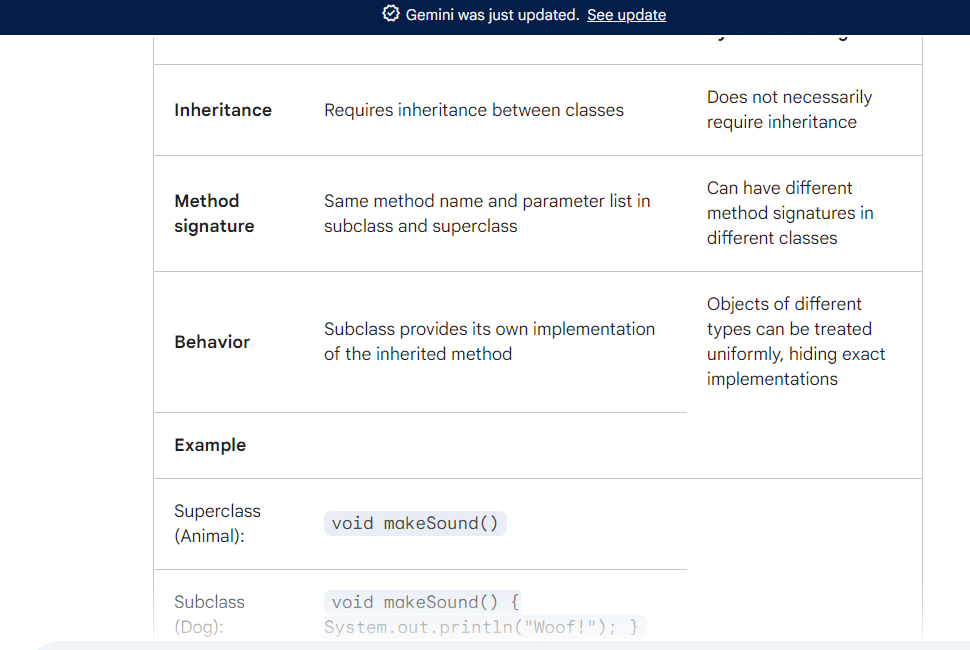 Gemini was just updated. See update
Inheritance
Requires inheritance between classes
Does not necessarily
require inheritance
Method
signature
Same method name and parameter list in
subclass and superclass
Can have different
method signatures in
different classes
Behavior
Subclass provides its own implementation
of the inherited method
Objects of different
types can be treated
uniformly, hiding exact
implementations
Example
Superclass
(Animal):
void makeSound()
Subclass
(Dog):
void makeSound() {
System.out.println("Woof!"); }